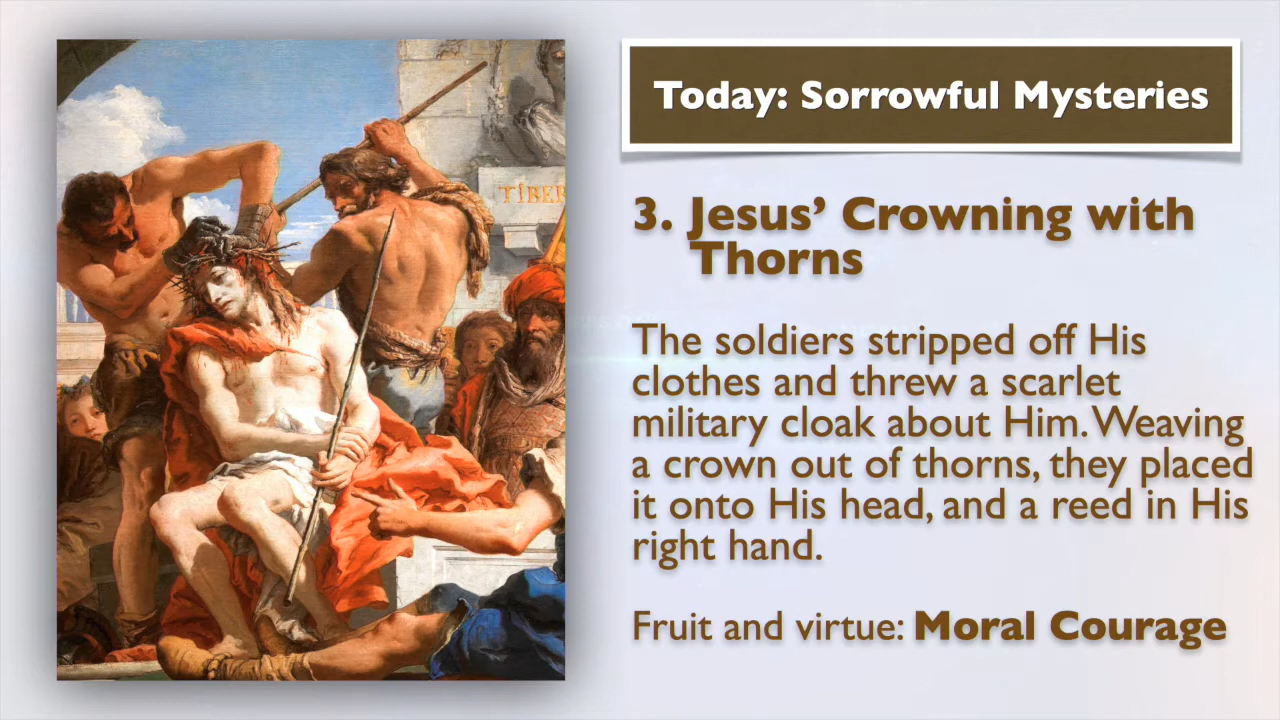 TIBER
Today: Sorrowful Mysteries
3. Jesus’ Crowning with
Thorns
The soldiers stripped off His
clothes and threw a scarlet
military cloak about Him. Weaving
a crown out of thorns, they placed
it onto His head, and a reed in His
right hand.
Fruit and virtue: Moral Courage